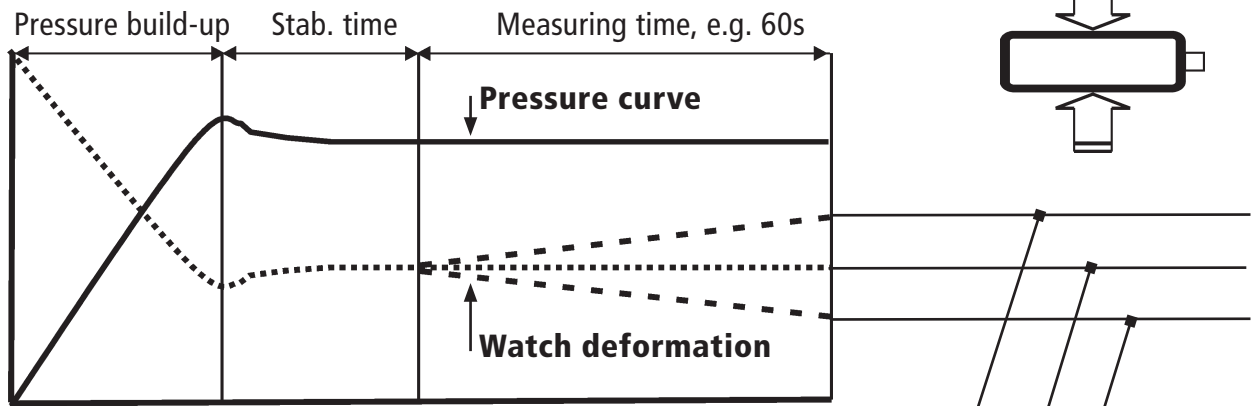 Pressure build-up
Stab. time
Measuring time, e.g. 60s
Pressure curve
Watch deformation